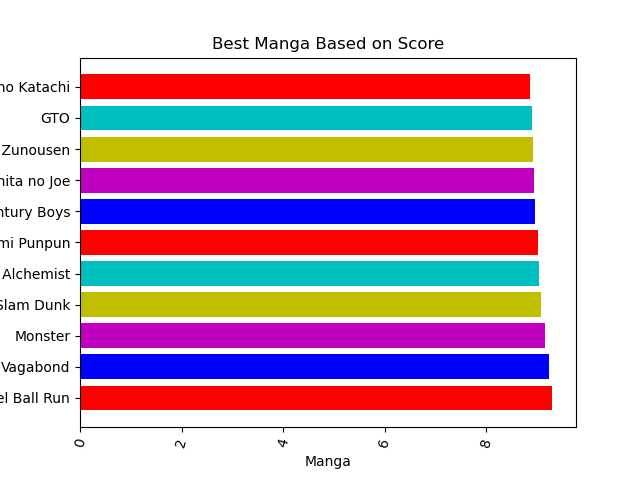 Best Manga Based on Score
no Katachi
GTO
Zunousen
hita no Joe
ntury Boys
mi Punpun
Alchemist
Slam Dunk
Monster
Vagabond
el Ball Run
0 2 4 6 8
Manga